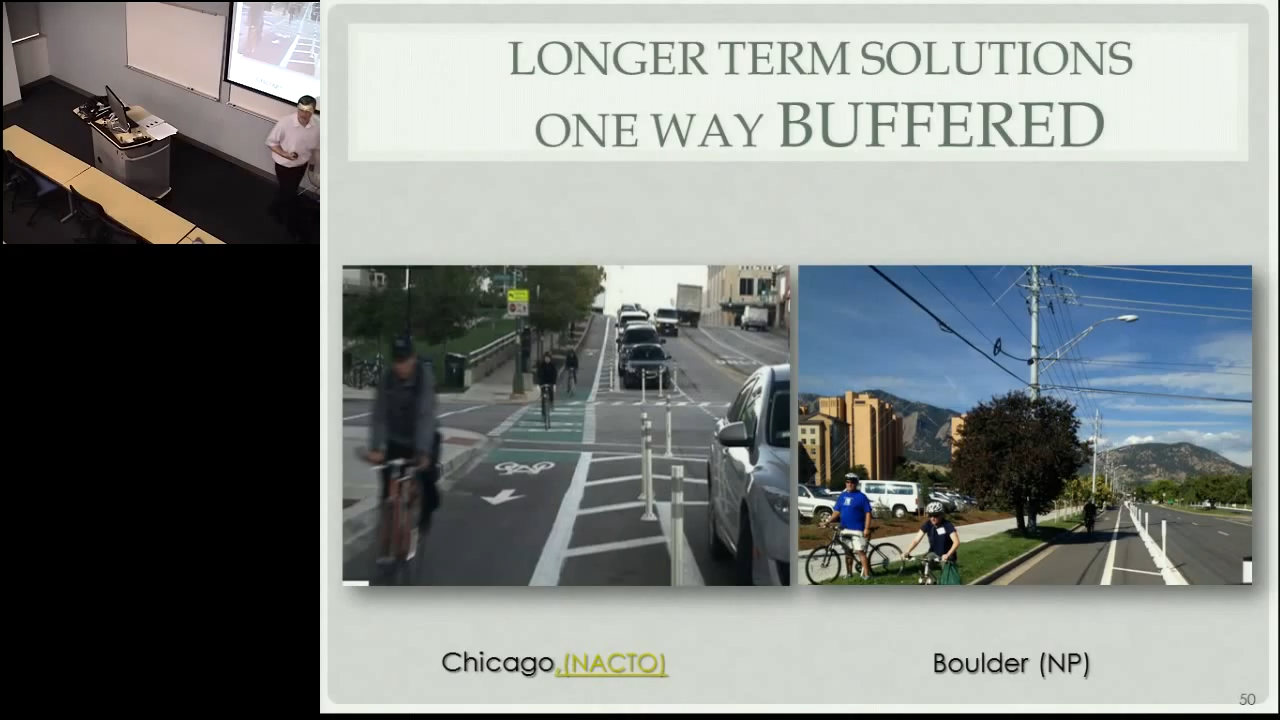 LONGER TERM SOLUTIONS
ONE WAY BUFFERED
Chicago,(NACTO)
Boulder (NP)
50